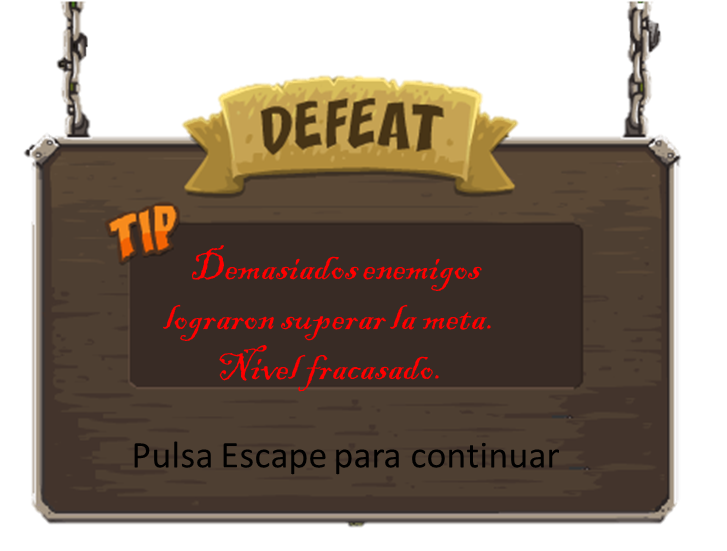 DEFEAT
TIP
Demasiados enemigos
lograron superar la meta.
Nivel fracasado.
Pulsa Escape para continuar